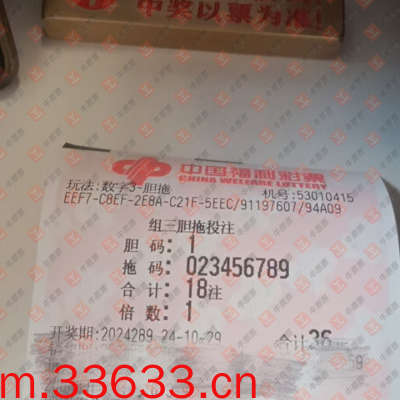 中奖以票为准!
中国福利彩票
CHINA WELFARE LOTTERY
玩法:数字3-胆拖
机号:53010415
EEF7-C8EF-2E8A-C21F-5EEC/91197607/94A09
组三胆拖投注
胆 码: 1
拖 码: 023456789
合 计: 18注
倍 数: 1
开奖期:2024289 24-10-29 合计36
59
m.33633.cn